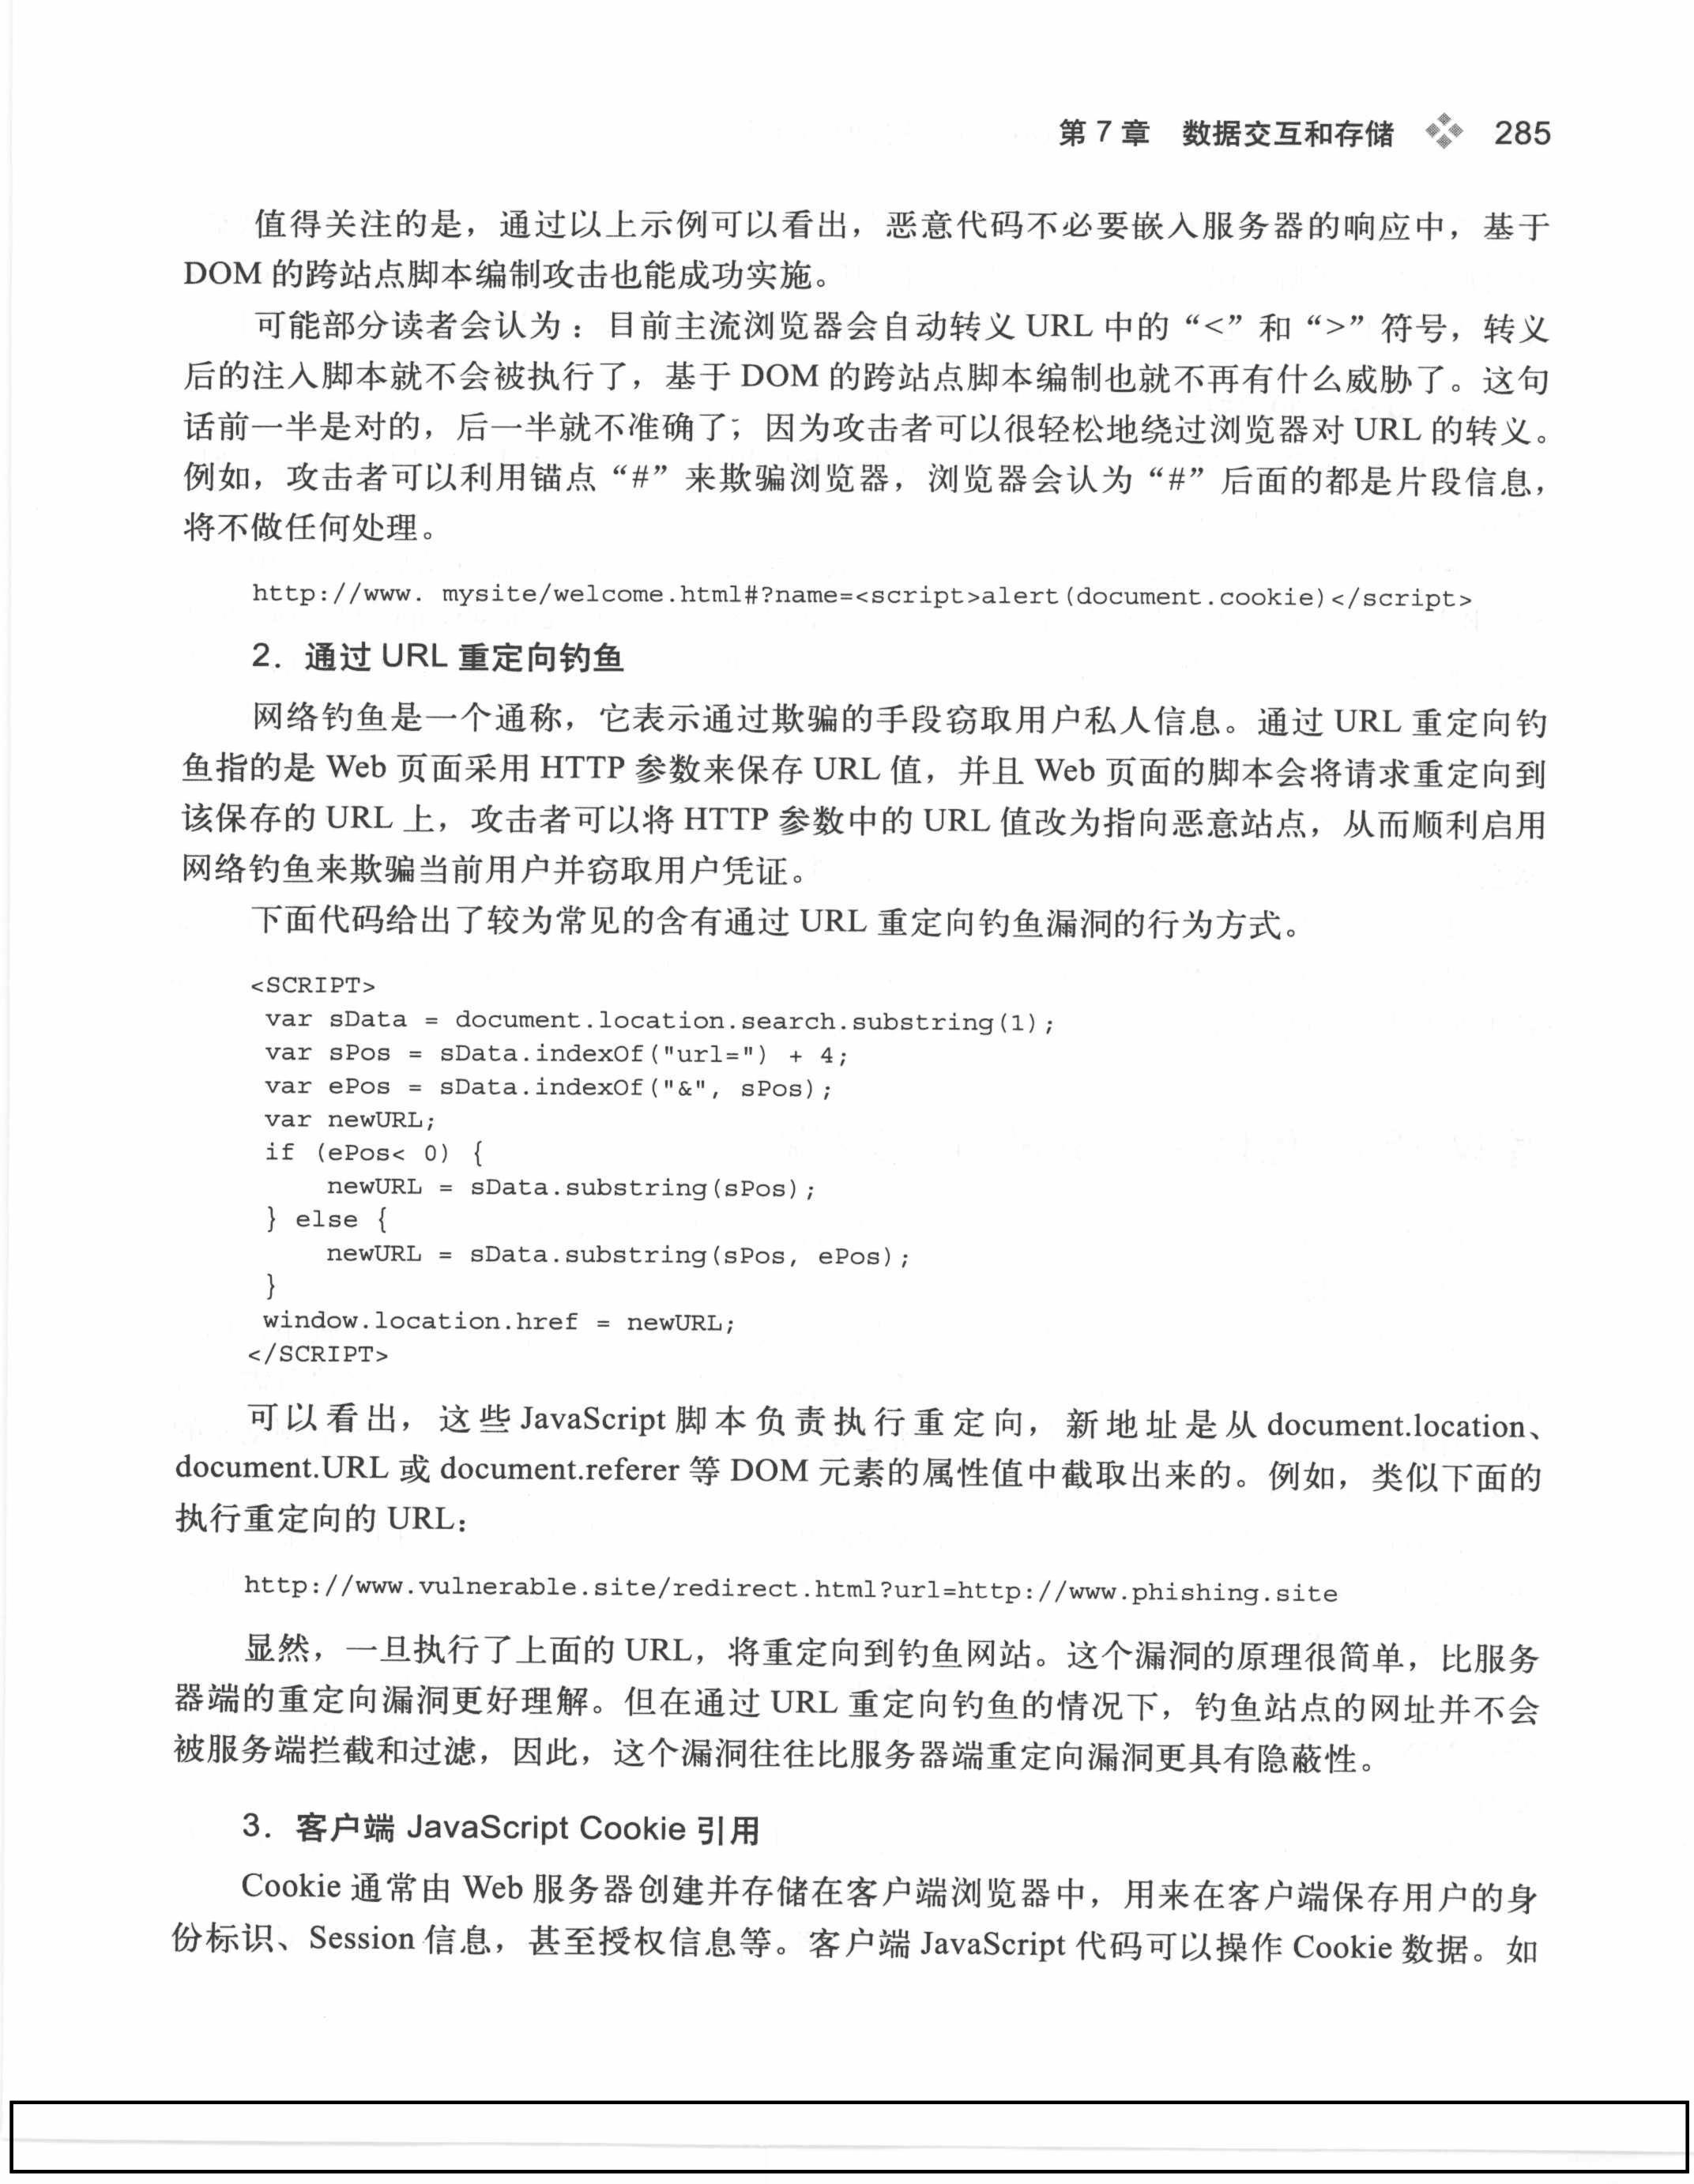 第 7 章 数据交互和存储 285
值得关注的是，通过以上示例可以看出，恶意代码不必要嵌入服务器的响应中，基于
DOM 的跨站点脚本编制攻击也能成功实施。
可能部分读者会认为：目前主流浏览器会自动转义 URL 中的“<”和“>”符号，转义
后的注入脚本就不会被执行了，基于 DOM 的跨站点脚本编制也就不再有什么威胁了。这句
话前一半是对的，后一半就不准确了；因为攻击者可以很轻松地绕过浏览器对 URL 的转义。
例如，攻击者可以利用锚点“#”来欺骗浏览器，浏览器会认为“#”后面的都是片段信息，
将不做任何处理。
http://www. mysite/welcome.html#?name=<script>alert(document.cookie)</script>
2．通过 URL 重定向钓鱼
网络钓鱼是一个通称，它表示通过欺骗的手段窃取用户私人信息。通过 URL 重定向钓
鱼指的是 Web 页面采用 HTTP 参数来保存 URL 值，并且 Web 页面的脚本会将请求重定向到
该保存的 URL 上，攻击者可以将 HTTP 参数中的 URL 值改为指向恶意站点，从而顺利启用
网络钓鱼来欺骗当前用户并窃取用户凭证。
下面代码给出了较为常见的含有通过 URL 重定向钓鱼漏洞的行为方式。
<SCRIPT>
var sData = document.location.search.substring(1);
var sPos = sData.indexOf("url=") + 4;
var ePos = sData.indexOf("&", sPos);
var newURL;
if (ePos< 0) {
newURL = sData.substring(sPos);
} else {
newURL = sData.substring(sPos, ePos);
}
window.location.href = newURL;
</SCRIPT>
可以看出，这些 JavaScript 脚本负责执行重定向，新地址是从 document.location、
document.URL 或 document.referer 等 DOM 元素的属性值中截取出来的。例如，类似下面的
执行重定向的 URL：
http://www.vulnerable.site/redirect.html?url=http://www.phishing.site
显然，一旦执行了上面的 URL，将重定向到钓鱼网站。这个漏洞的原理很简单，比服务
器端的重定向漏洞更好理解。但在通过 URL 重定向钓鱼的情况下，钓鱼站点的网址并不会
被服务端拦截和过滤，因此，这个漏洞往往比服务器端重定向漏洞更具有隐蔽性。
3．客户端 JavaScript Cookie 引用
Cookie 通常由 Web 服务器创建并存储在客户端浏览器中，用来在客户端保存用户的身
份标识、Session 信息，甚至授权信息等。客户端 JavaScript 代码可以操作 Cookie 数据。如